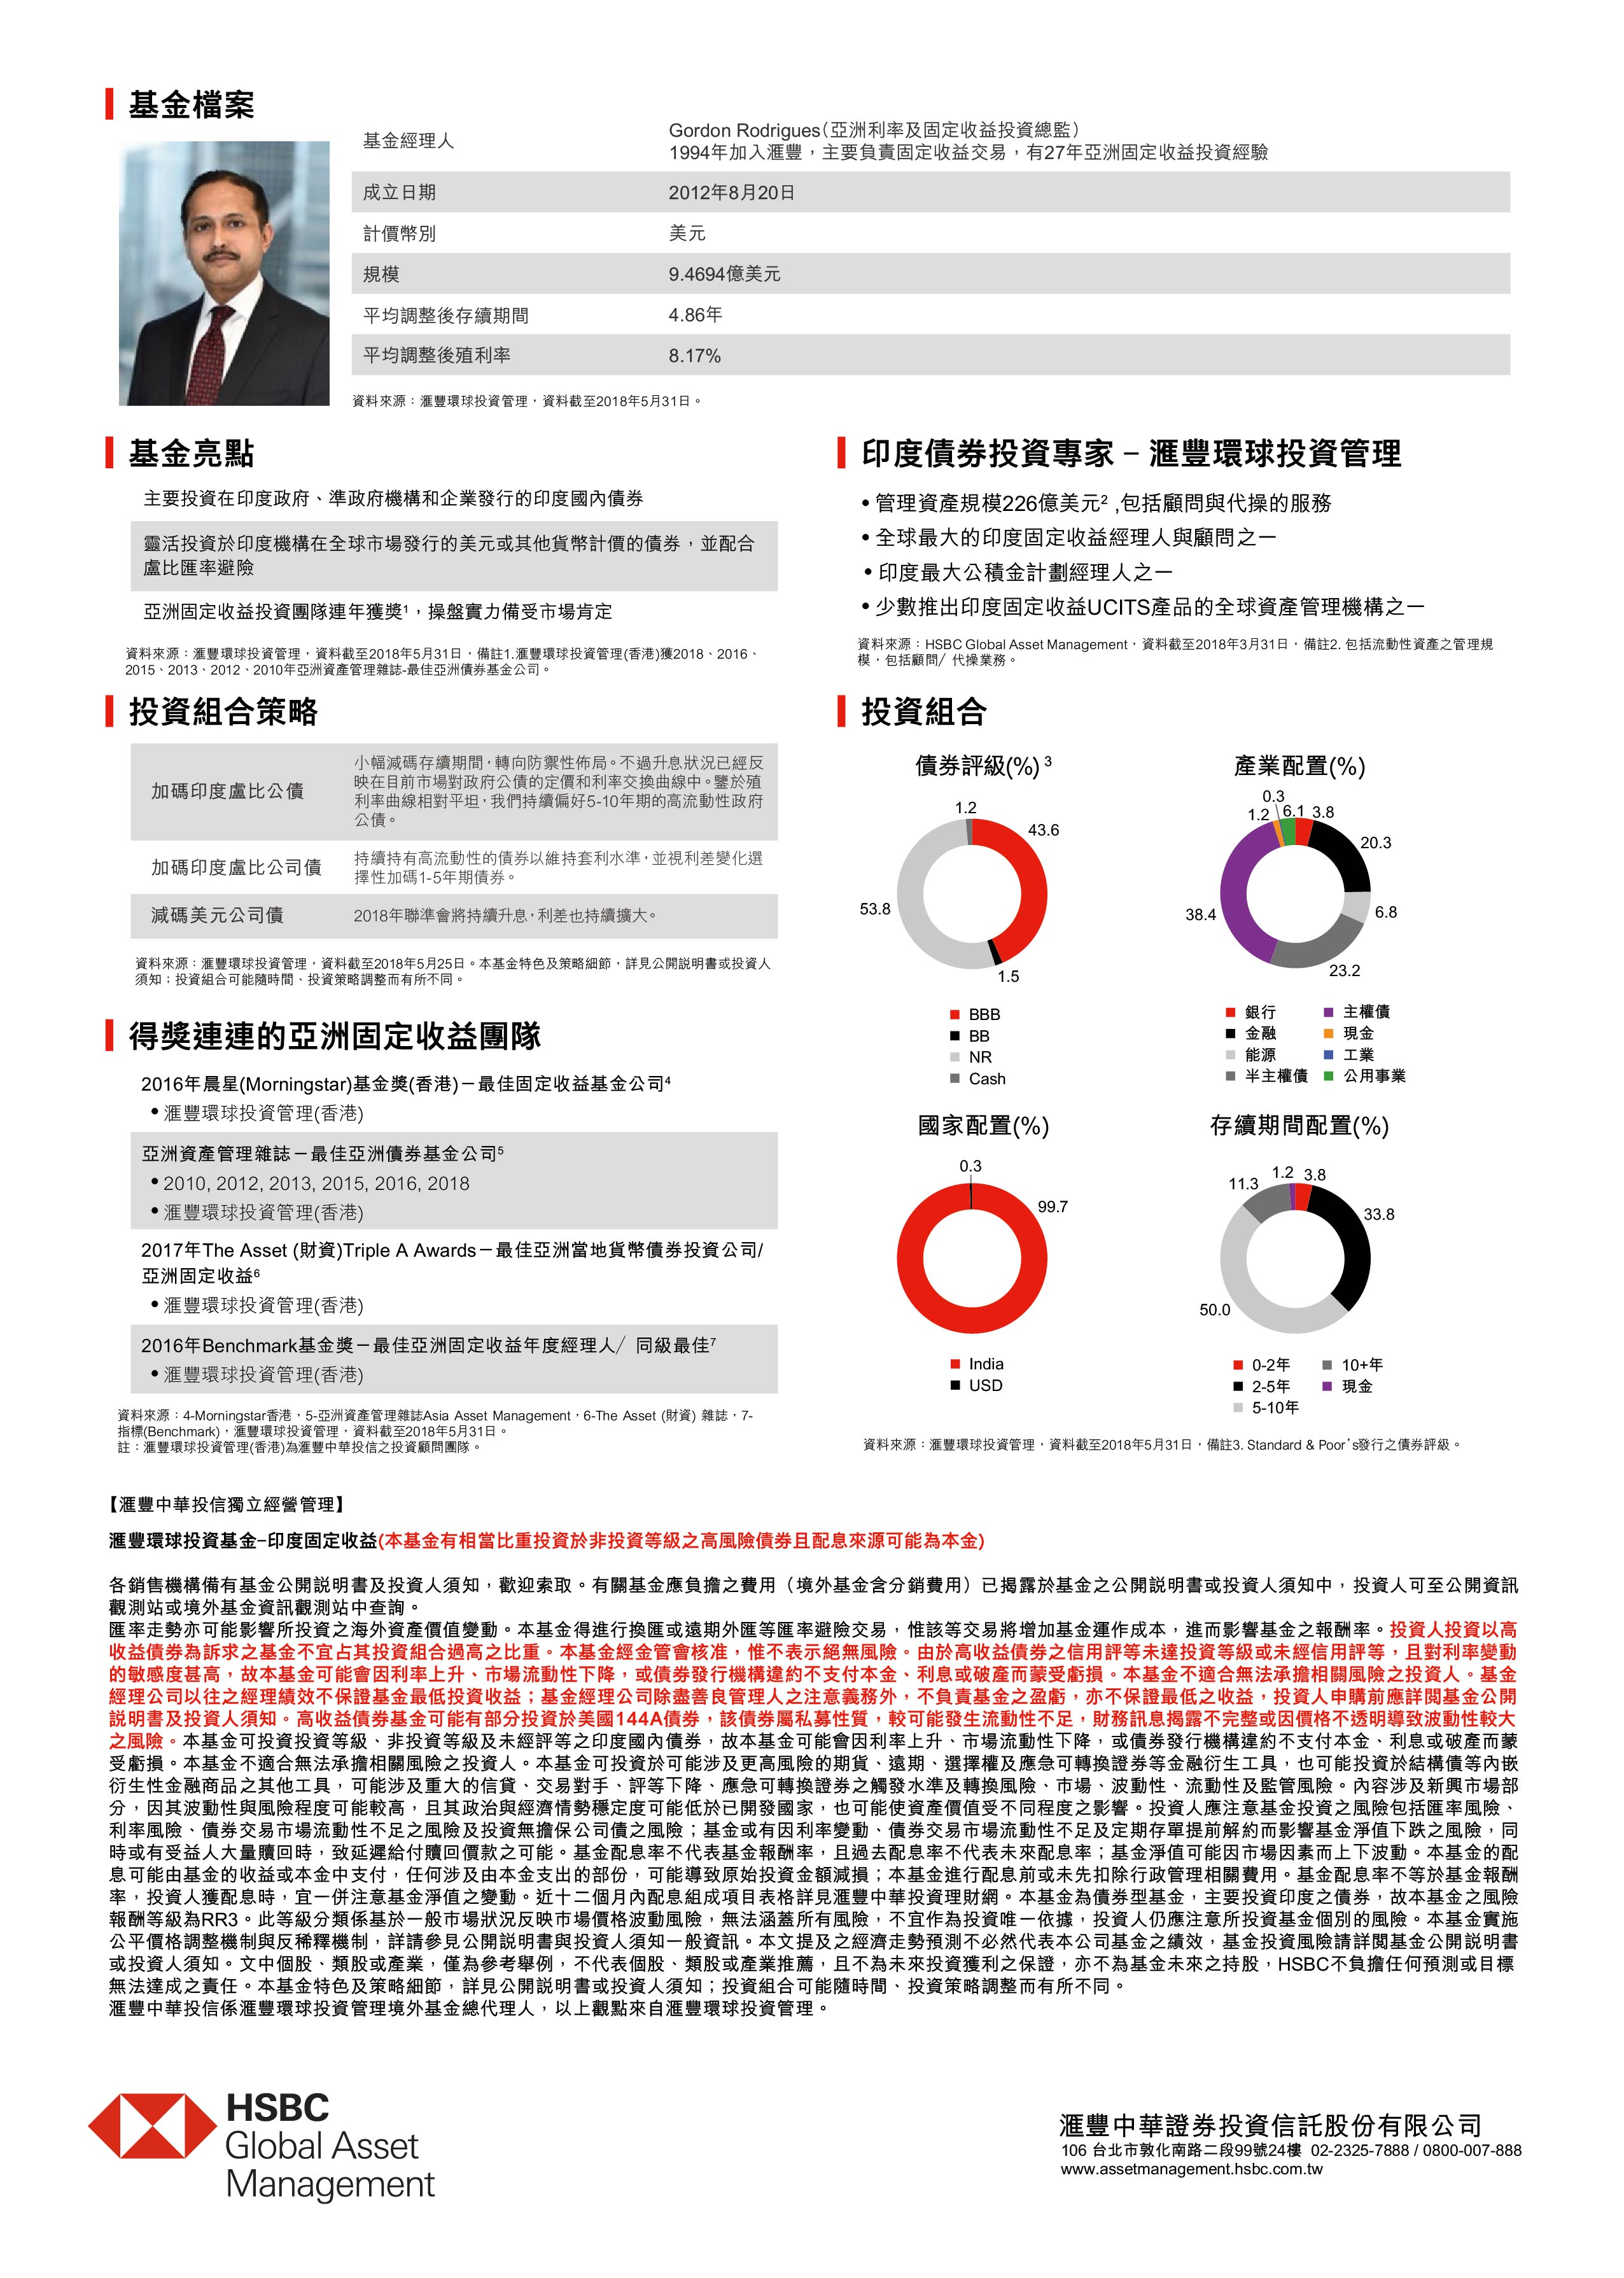 基金檔案
基金經理人
Gordon Rodrigues（亞洲利率及固定收益投資總監）
1994年加入滙豐，主要負責固定收益交易，有27年亞洲固定收益投資經驗
成立日期 2012年8月20日
計價幣別 美元
規模 9.4694億美元
平均調整後存續期間 4.86年
平均調整後殖利率 8.17%
資料來源：滙豐環球投資管理，資料截至2018年5月31日。
基金亮點
主要投資在印度政府、準政府機構和企業發行的印度國內債券
靈活投資於印度機構在全球市場發行的美元或其他貨幣計價的債券，並配合
盧比匯率避險
亞洲固定收益投資團隊連年獲獎1，操盤實力備受市場肯定
資料來源：滙豐環球投資管理，資料截至2018年5月31日，備註1.滙豐環球投資管理(香港)獲2018、2016、
2015、2013、2012、2010年亞洲資產管理雜誌-最佳亞洲債券基金公司。
印度債券投資專家 – 滙豐環球投資管理
• 管理資產規模226億美元2 ,包括顧問與代操的服務
• 全球最大的印度固定收益經理人與顧問之一
• 印度最大公積金計劃經理人之一
• 少數推出印度固定收益UCITS產品的全球資產管理機構之一
資料來源：HSBC Global Asset Management，資料截至2018年3月31日，備註2. 包括流動性資產之管理規
模，包括顧問/ 代操業務。
投資組合策略
加碼印度盧比公債
小幅減碼存續期間，轉向防禦性佈局。不過升息狀況已經反
映在目前市場對政府公債的定價和利率交換曲線中。鑒於殖
利率曲線相對平坦，我們持續偏好5-10年期的高流動性政府
公債。
加碼印度盧比公司債
持續持有高流動性的債券以維持套利水準，並視利差變化選
擇性加碼1-5年期債券。
減碼美元公司債 2018年聯準會將持續升息，利差也持續擴大。
資料來源：滙豐環球投資管理，資料截至2018年5月25日。本基金特色及策略細節，詳見公開說明書或投資人
須知；投資組合可能隨時間、投資策略調整而有所不同。
得獎連連的亞洲固定收益團隊
2016年晨星(Morningstar)基金獎(香港)－最佳固定收益基金公司4
• 滙豐環球投資管理(香港)
亞洲資產管理雜誌－最佳亞洲債券基金公司5
• 2010, 2012, 2013, 2015, 2016, 2018
• 滙豐環球投資管理(香港)
2017年The Asset (財資)Triple A Awards－最佳亞洲當地貨幣債券投資公司/
亞洲固定收益6
• 滙豐環球投資管理(香港)
2016年Benchmark基金獎－最佳亞洲固定收益年度經理人/ 同級最佳7
• 滙豐環球投資管理(香港)
資料來源：4-Morningstar香港，5-亞洲資產管理雜誌Asia Asset Management，6-The Asset (財資) 雜誌，7-
指標(Benchmark)，滙豐環球投資管理，資料截至2018年5月31日。
註：滙豐環球投資管理(香港)為滙豐中華投信之投資顧問團隊。
投資組合
債券評級(%) 3
1.2
43.6
53.8
1.5
BBB
BB
NR
Cash
產業配置(%)
0.3
1.2 6.1 3.8
20.3
38.4
6.8
23.2
銀行 主權債
金融 現金
能源 工業
半主權債 公用事業
國家配置(%)
0.3
99.7
India
USD
存續期間配置(%)
1.2 3.8
11.3
33.8
50.0
0-2年 10+年
2-5年 現金
5-10年
資料來源：滙豐環球投資管理，資料截至2018年5月31日，備註3. Standard & Poor's發行之債券評級。
【滙豐中華投信獨立經營管理】
滙豐環球投資基金–印度固定收益(本基金有相當比重投資於非投資等級之高風險債券且配息來源可能為本金)
各銷售機構備有基金公開說明書及投資人須知，歡迎索取。有關基金應負擔之費用（境外基金含分銷費用）已揭露於基金之公開說明書或投資人須知中，投資人可至公開資訊
觀測站或境外基金資訊觀測站中查詢。
匯率走勢亦可能影響所投資之海外資產價值變動。本基金得進行換匯或遠期外匯等匯率避險交易，惟該等交易將增加基金運作成本，進而影響基金之報酬率。投資人投資以高
收益債券為訴求之基金不宜占其投資組合過高之比重。本基金經金管會核准，惟不表示絕無風險。由於高收益債券之信用評等未達投資等級或未經信用評等，且對利率變動
的敏感度甚高，故本基金可能會因利率上升、市場流動性下降，或債券發行機構違約不支付本金、利息或破產而蒙受虧損。本基金不適合無法承擔相關風險之投資人。基金
經理公司以往之經理績效不保證基金最低投資收益；基金經理公司除盡善良管理人之注意義務外，不負責基金之盈虧，亦不保證最低之收益，投資人申購前應詳閱基金公開
說明書及投資人須知。高收益債券基金可能有部分投資於美國144A債券，該債券屬私募性質，較可能發生流動性不足，財務訊息揭露不完整或因價格不透明導致波動性較大
之風險。本基金可投資投資等級、非投資等級及未經評等之印度國內債券，故本基金可能會因利率上升、市場流動性下降，或債券發行機構違約不支付本金、利息或破產而蒙
受虧損。本基金不適合無法承擔相關風險之投資人。本基金可投資於可能涉及更高風險的期貨、遠期、選擇權及應急可轉換證券等金融衍生工具，也可能投資於結構債等內嵌
衍生性金融商品之其他工具，可能涉及重大的信貸、交易對手、評等下降、應急可轉換證券之觸發水準及轉換風險、市場、波動性、流動性及監管風險。內容涉及新興市場部
分，因其波動性與風險程度可能較高，且其政治與經濟情勢穩定度可能低於已開發國家，也可能使資產價值受不同程度之影響。投資人應注意基金投資之風險包括匯率風險、
利率風險、債券交易市場流動性不足之風險及投資無擔保公司債之風險；基金或有因利率變動、債券交易市場流動性不足及定期存單提前解約而影響基金淨值下跌之風險，同
時或有受益人大量贖回時，致延遲給付贖回價款之可能。基金配息率不代表基金報酬率，且過去配息率不代表未來配息率；基金淨值可能因市場因素而上下波動。本基金的配
息可能由基金的收益或本金中支付，任何涉及由本金支出的部份，可能導致原始投資金額減損；本基金進行配息前或未先扣除行政管理相關費用。基金配息率不等於基金報酬
率，投資人獲配息時，宜一併注意基金淨值之變動。近十二個月內配息組成項目表格詳見滙豐中華投資理財網。本基金為債券型基金，主要投資印度之債券，故本基金之風險
報酬等級為RR3。此等級分類係基於一般市場狀況反映市場價格波動風險，無法涵蓋所有風險，不宜作為投資唯一依據，投資人仍應注意所投資基金個別的風險。本基金實施
公平價格調整機制與反稀釋機制，詳請參見公開說明書與投資人須知一般資訊。本文提及之經濟走勢預測不必然代表本公司基金之績效，基金投資風險請詳閱基金公開說明書
或投資人須知。文中個股、類股或產業，僅為參考舉例，不代表個股、類股或產業推薦，且不為未來投資獲利之保證，亦不為基金未來之持股，HSBC不負擔任何預測或目標
無法達成之責任。本基金特色及策略細節，詳見公開說明書或投資人須知；投資組合可能隨時間、投資策略調整而有所不同。
滙豐中華投信係滙豐環球投資管理境外基金總代理人，以上觀點來自滙豐環球投資管理。
HSBC
Global Asset
Management
滙豐中華證券投資信託股份有限公司
106 台北市敦化南路二段99號24樓 02-2325-7888 / 0800-007-888
www.assetmanagement.hsbc.com.tw